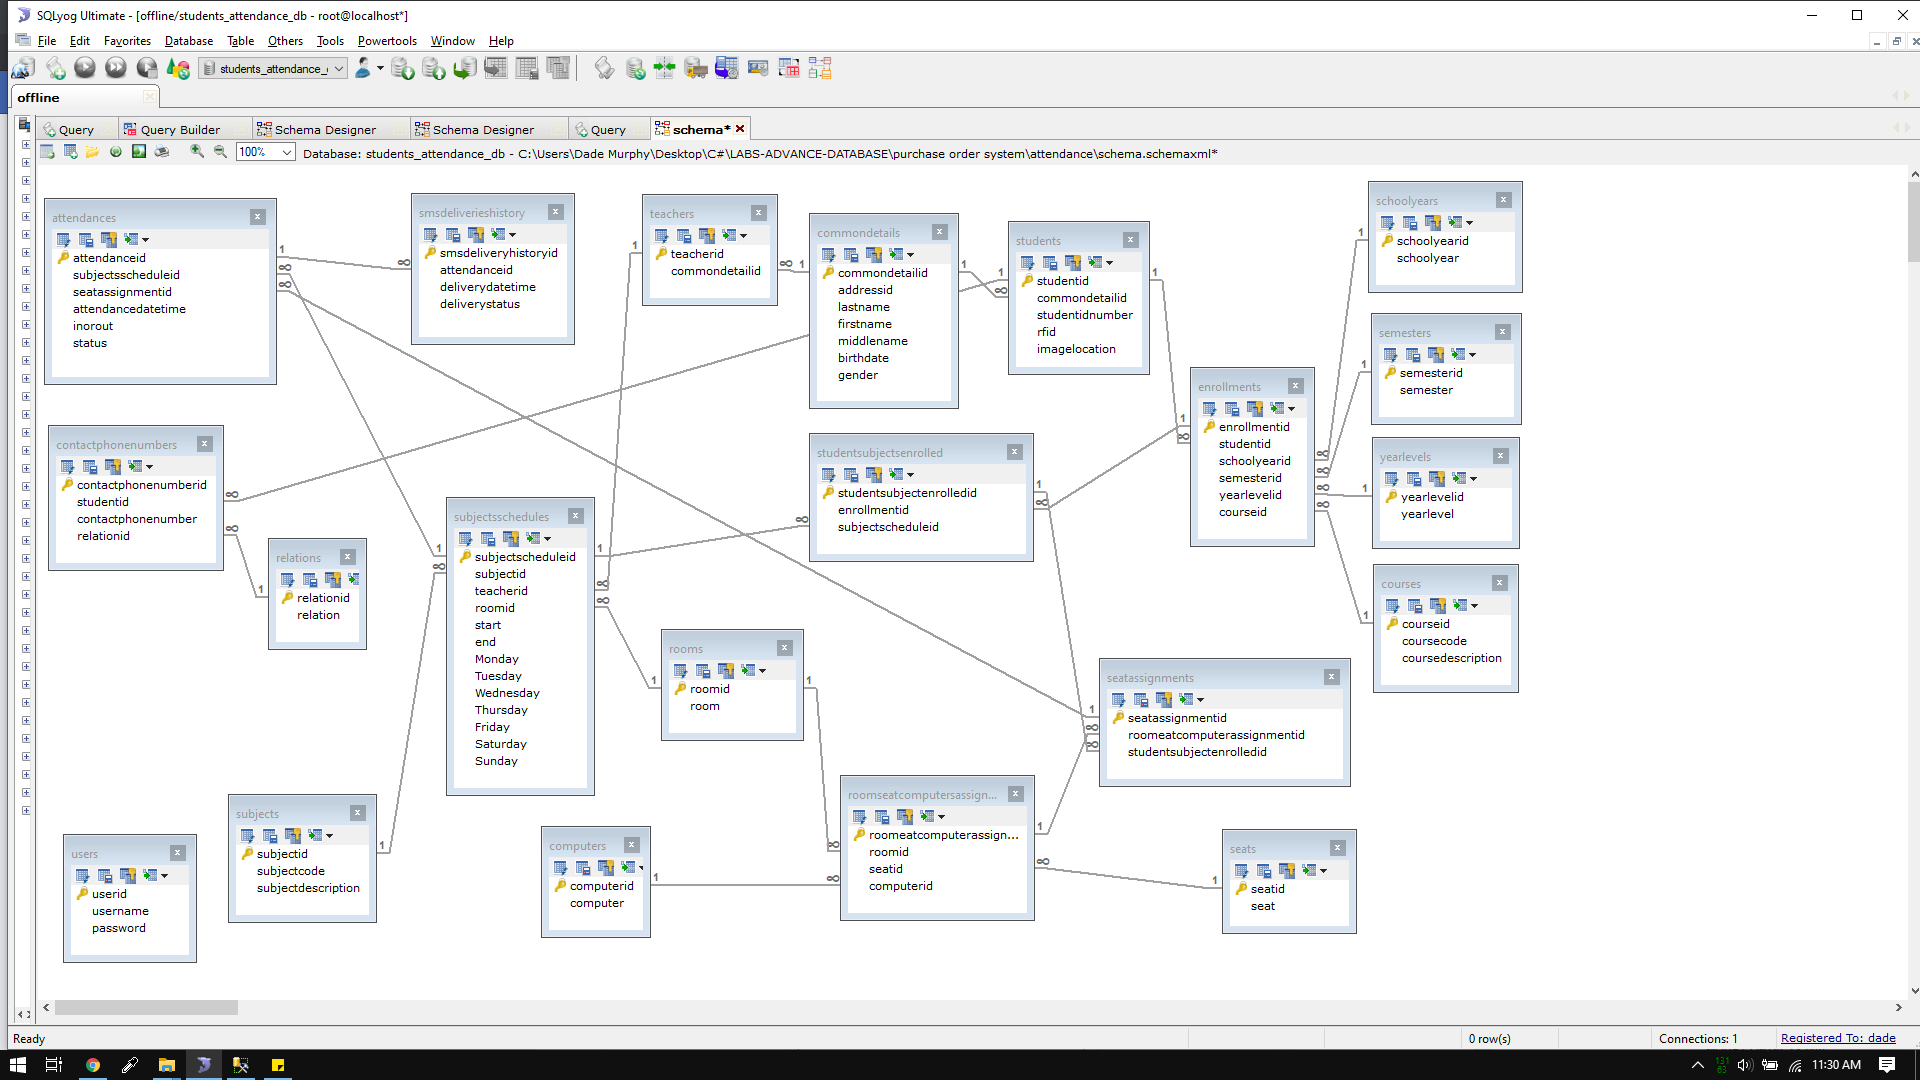 SQLyog Ultimate - [offline/students_attendance_db - root@localhost*]
File Edit Favorites Database Table Others Tools Powertools Window Help
students_attendance_
offline
Query Query Builder Schema Designer Schema Designer Query schema*
100% Database: students_attendance_db - C:\Users\Dade Murphy\Desktop\C#\LABS-ADVANCE-DATABASE\purchase order system\attendance\schema.schemaxml*
attendances
attendanceid
subjectsscheduleid
seatassignmentid
attendancedatetime
inorout
status
smsdeliverieshistory
smsdeliveryhistoryid
attendanceid
deliverydatetime
deliverystatus
teachers
teacherid
commondetailid
commondetails
commondetailid
addressid
lastname
firstname
middlename
birthdate
gender
students
studentid
commondetailid
studentidnumber
rfid
imagelocation
schoolyears
schoolyearid
schoolyear
semesters
semesterid
semester
enrollments
enrollmentid
studentid
schoolyearid
semesterid
yearlevelid
courseid
yearlevels
yearlevelid
yearlevel
courses
courseid
coursecode
coursedescription
contactphonenumbers
contactphonenumberid
studentid
contactphonenumber
relationid
relations
relationid
relation
subjectsschedules
subjectscheduleid
subjectid
teacherid
roomid
start
end
Monday
Tuesday
Wednesday
Thursday
Friday
Saturday
Sunday
studentsubjectsenrolled
studentsubjectenrolledid
enrollmentid
subjectscheduleid
rooms
roomid
room
seatassignments
seatassignmentid
roomeatcomputerassignmentid
studentsubjectenrolledid
users
userid
username
password
subjects
subjectid
subjectcode
subjectdescription
computers
computerid
computer
roomseatcomputersassign...
roomeatcomputerassign...
roomid
seatid
computerid
seats
seatid
seat
Ready 0 row(s) Connections: 1 Registered To: dade
11:30 AM